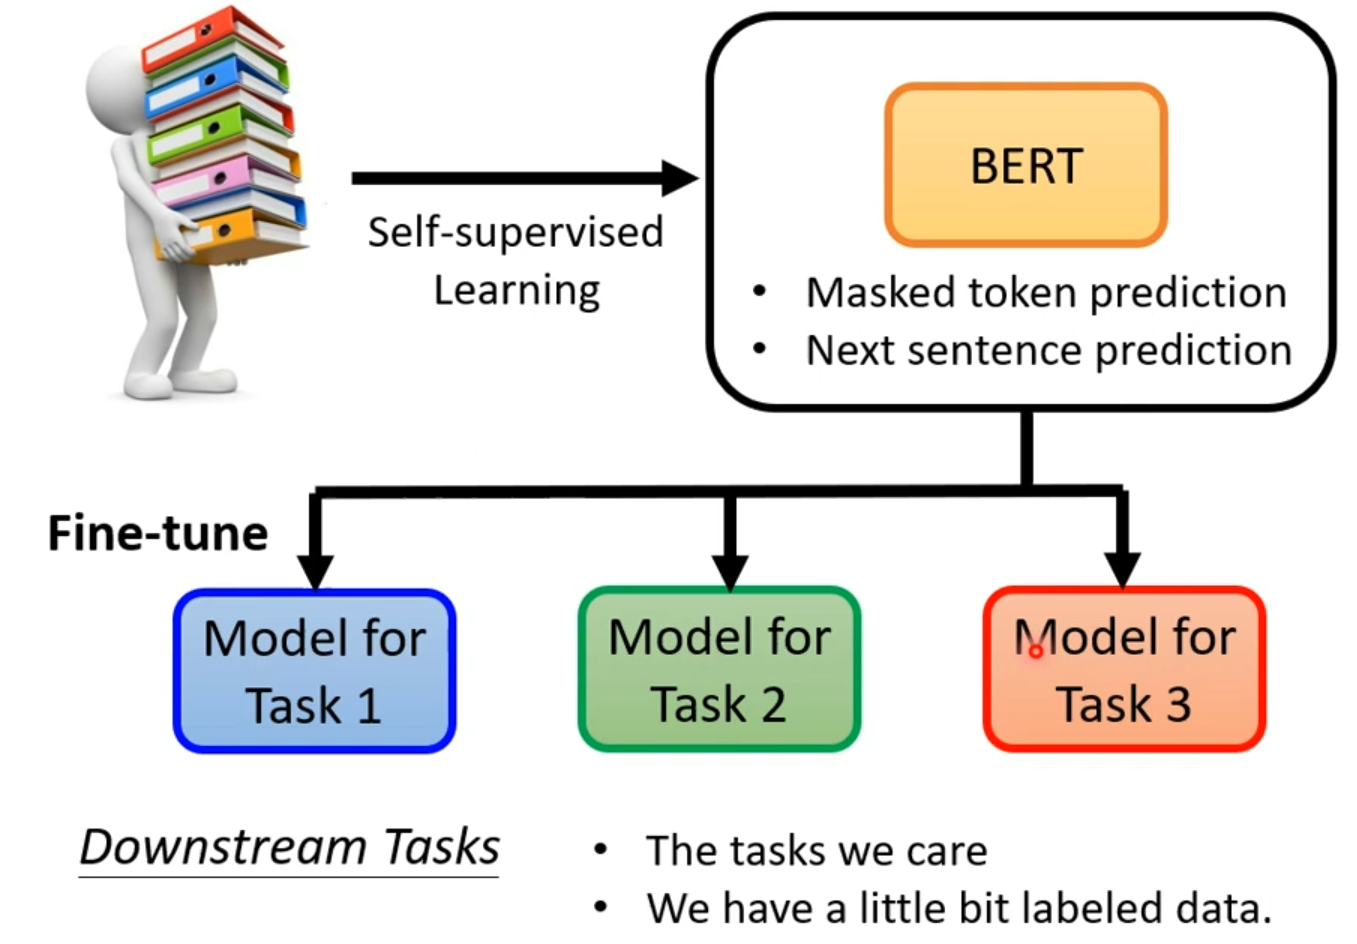 BERT
Self-supervised
Learning
• Masked token prediction
• Next sentence prediction
Fine-tune
Model for
Task 1
Model for
Task 2
Model for
Task 3
Downstream Tasks
• The tasks we care
• We have a little bit labeled data.